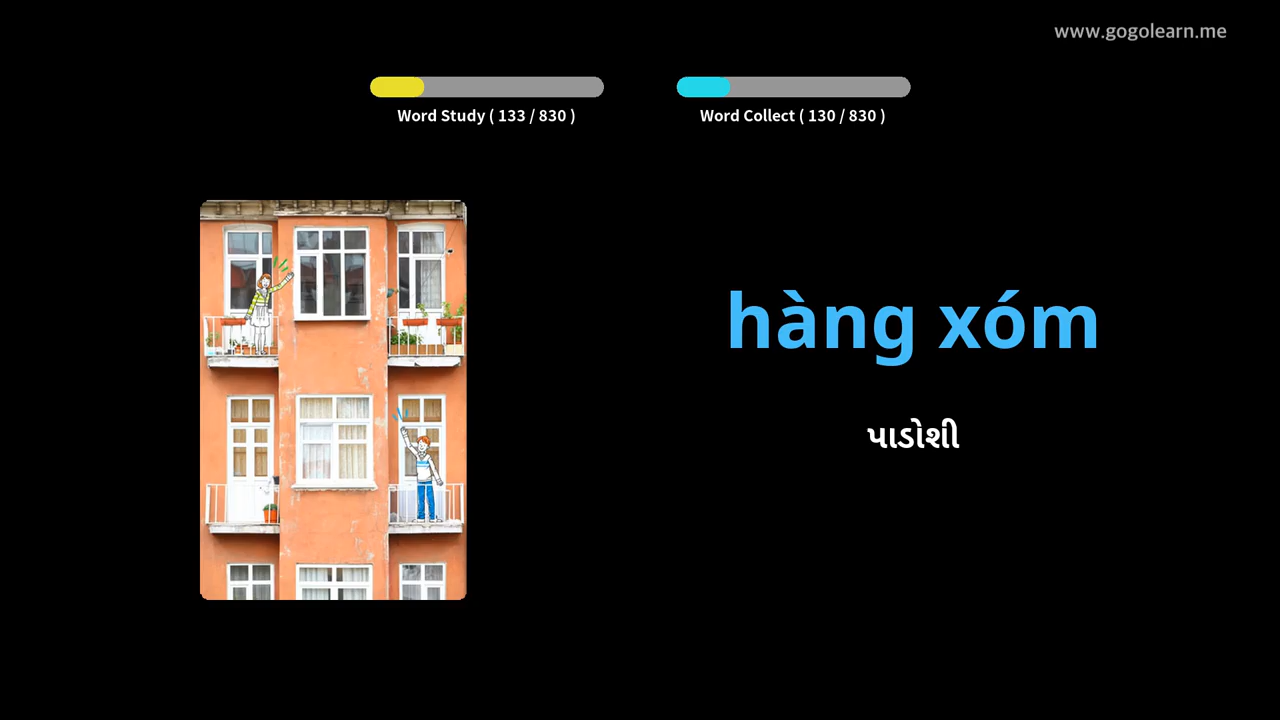 www.gogolearn.me
Word Study ( 133 / 830 )
Word Collect ( 130 / 830 )
hàng xóm
પાડોશી